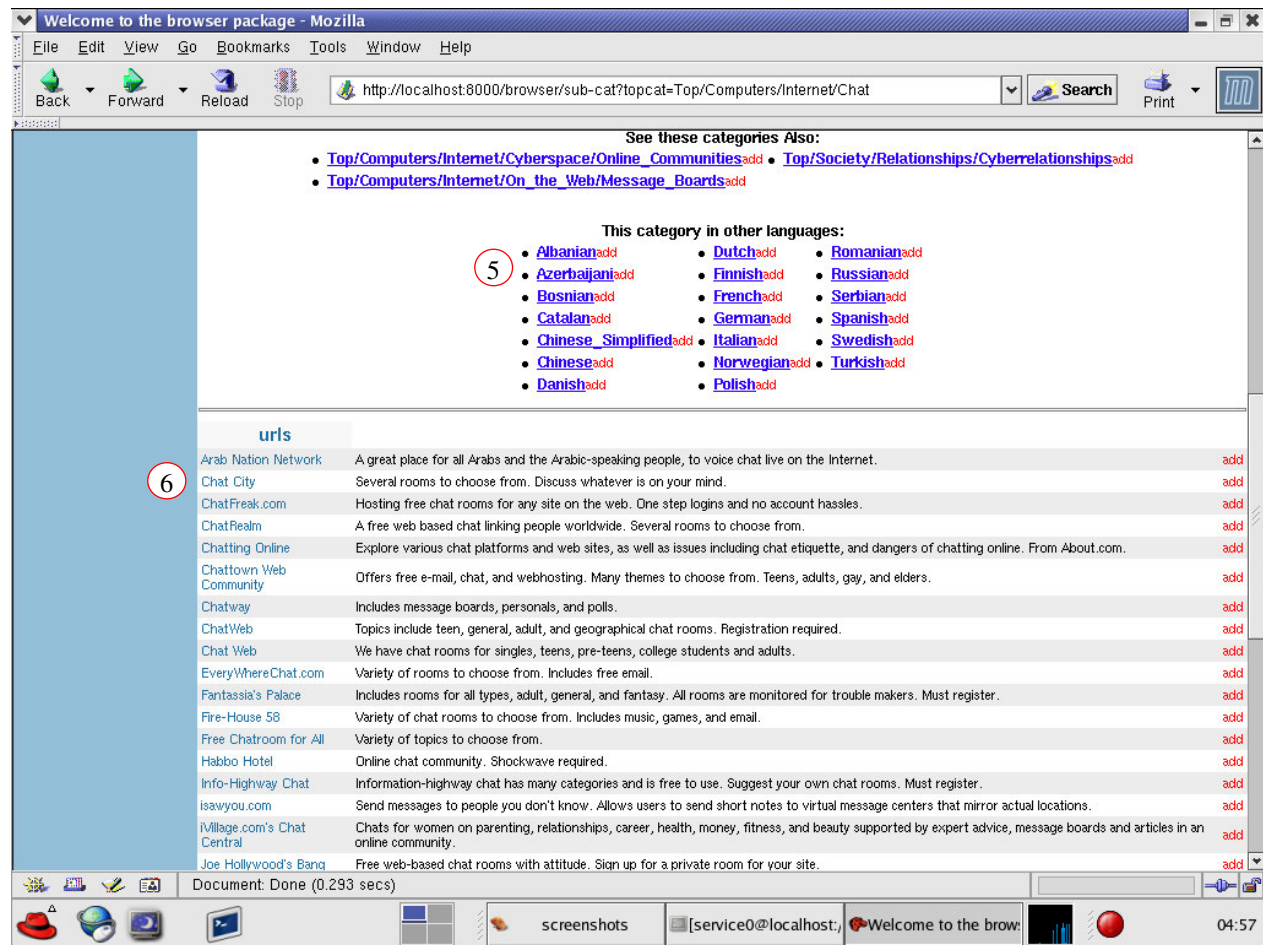 Welcome to the browser package - Mozilla
File Edit View Go Bookmarks Tools Window Help
Back Forward Reload Stop http://localhost:8000/browser/sub-cat?topcat=Top/Computers/Internet/Chat Search Print
See these categories Also:
Top/Computers/Internet/Cyberspace/Online_Communitiesadd Top/Society/Relationships/Cyberrelationshipsadd
Top/Computers/Internet/On_the_Web/Message_Boardsadd
This category in other languages:
Albanianadd Dutchadd Romanianadd
5 Azerbaijaniadd Finnishadd Russianadd
Bosnianadd Frenchadd Serbianadd
Catalanadd Germanadd Spanishadd
Chinese_Simplifiedadd Italianadd Swedishadd
Chineseadd Norwegianadd Turkishadd
Danishadd Polishadd
urls
Arab Nation Network A great place for all Arabs and the Arabic-speaking people, to voice chat live on the Internet. add
6 Chat City Several rooms to choose from. Discuss whatever is on your mind. add
ChatFreak.com Hosting free chat rooms for any site on the web. One step logins and no account hassles. add
ChatRealm A free web based chat linking people worldwide. Several rooms to choose from. add
Chatting Online Explore various chat platforms and web sites, as well as issues including chat etiquette, and dangers of chatting online. From About.com. add
Chattown Web
Community Offers free e-mail, chat, and webhosting. Many themes to choose from. Teens, adults, gay, and elders. add
Chatway Includes message boards, personals, and polls. add
ChatWeb Topics include teen, general, adult, and geographical chat rooms. Registration required. add
Chat Web We have chat rooms for singles, teens, pre-teens, college students and adults. add
EveryWhereChat.com Variety of rooms to choose from. Includes free email. add
Fantassia's Palace Includes rooms for all types, adult, general, and fantasy. All rooms are monitored for trouble makers. Must register. add
Fire-House 58 Variety of chat rooms to choose from. Includes music, games, and email. add
Free Chatroom for All Variety of topics to choose from. add
Habbo Hotel Online chat community. Shockwave required. add
Info-Highway Chat Information-highway chat has many categories and is free to use. Suggest your own chat rooms. Must register. add
isawyou.com Send messages to people you don't know. Allows users to send short notes to virtual message centers that mirror actual locations. add
iVillage.com's Chat Chats for women on parenting, relationships, career, health, money, fitness, and beauty supported by expert advice, message boards and articles in an
Central online community. add
Joe Hollywood's Bang Free web-based chat rooms with attitude. Sign up for a private room for your site. add
Document: Done (0.293 secs)
screenshots [service0@localhost:/ Welcome to the brow: 04:57